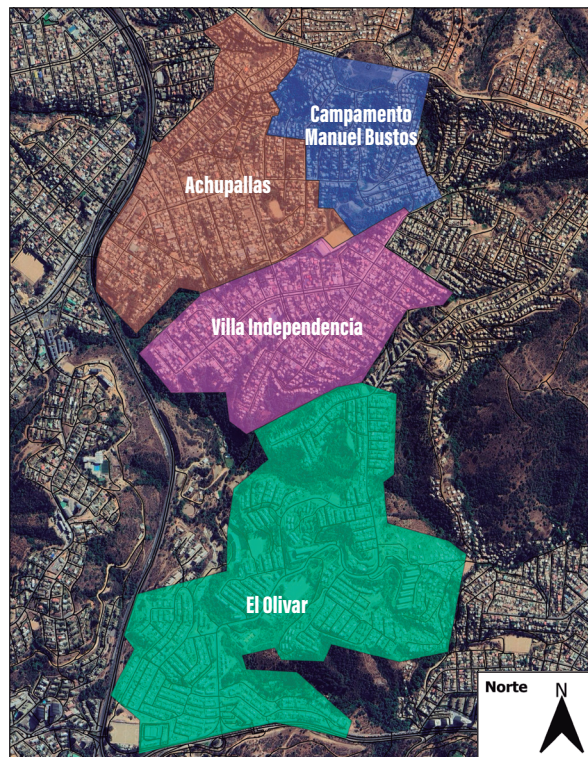 Campamento
Manuel Bustos
Achupallas
Villa Independencia
El Olivar
Norte
N